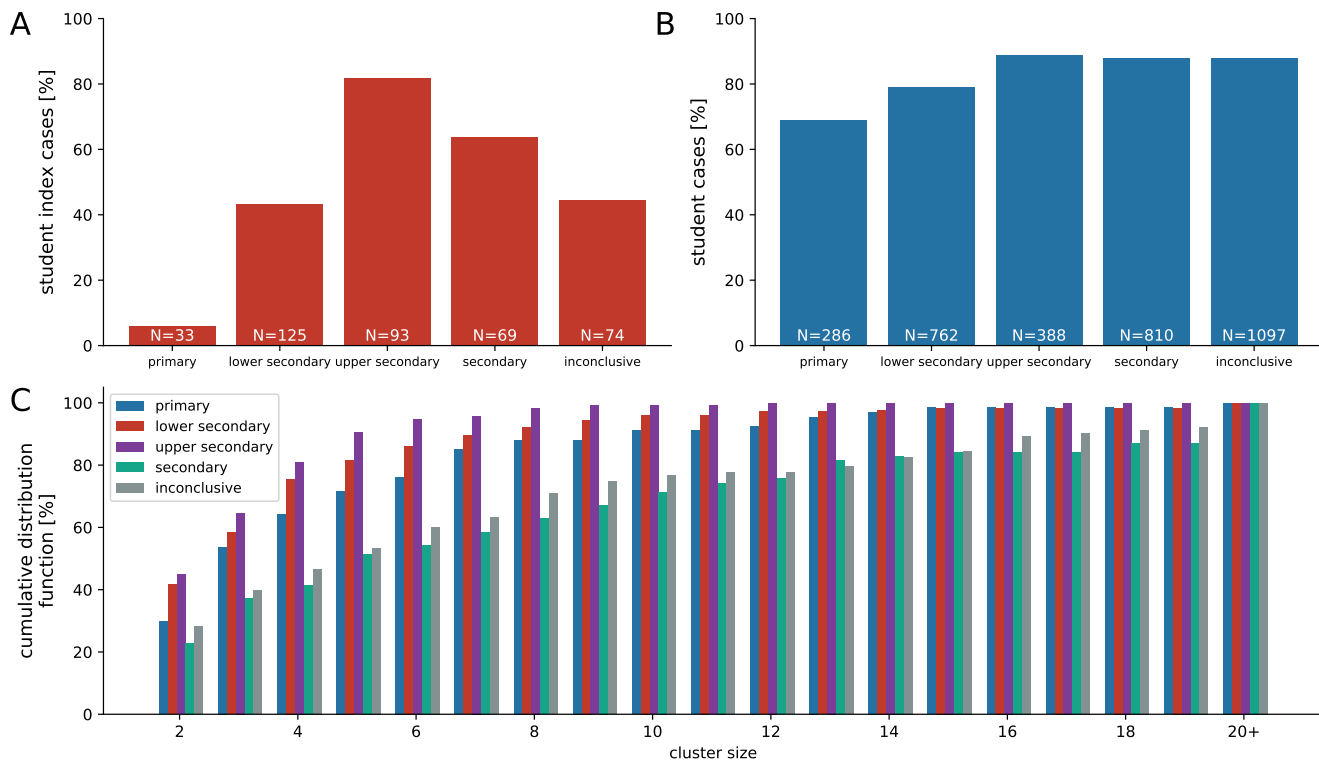 A
100
80
60
40
20
0
student index cases [%]
N=33 N=125 N=93 N=69 N=74
primary lower secondary upper secondary secondary inconclusive
B
100
80
60
40
20
0
student cases [%]
N=286 N=762 N=388 N=810 N=1097
primary lower secondary upper secondary secondary inconclusive
C
100
80
60
40
20
0
cumulative distribution
function [%]
primary
lower secondary
upper secondary
secondary
inconclusive
2 4 6 8 10 12 14 16 18 20+
cluster size